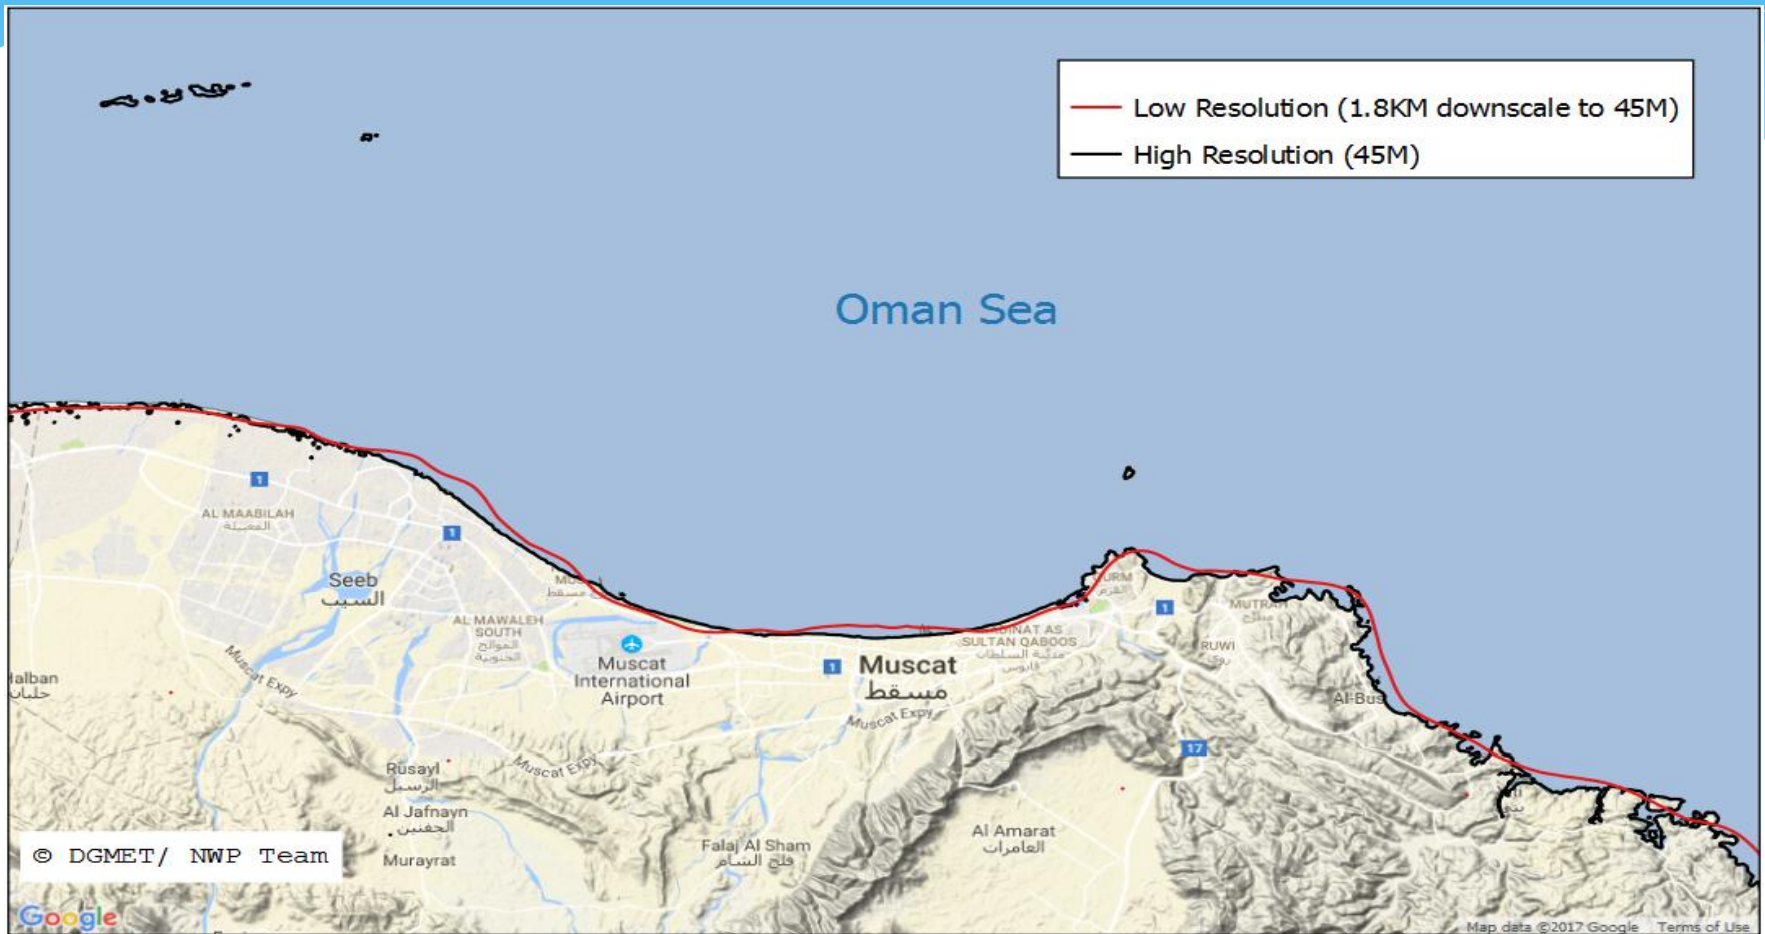 Low Resolution (1.8KM downscale to 45M)
High Resolution (45M)
Oman Sea
1
AL MAABILAH
المعبيلة
1
Seeb
السيب
AL MAWALEH
SOUTH
الموالح
الجنوبية
مسقط
Muscat
International
Airport
1
Muscat
مسقط
SULTAN QABOOS
مدينة السلطان
قابوس
القرم
1
MUTRAH
مطرح
RUWI
روي
Al-Bus
17
Halban
حلبان
Muscat Expy
Muscat Expy
Muscat Expy
Rusayl
الرسيل
Al Jafnayn
الجفنين
Murayrat
Falaj Al Sham
فلج الشام
Al Amarat
العامرات
© DGMET/ NWP Team
Google
Map data ©2017 Google Terms of Use